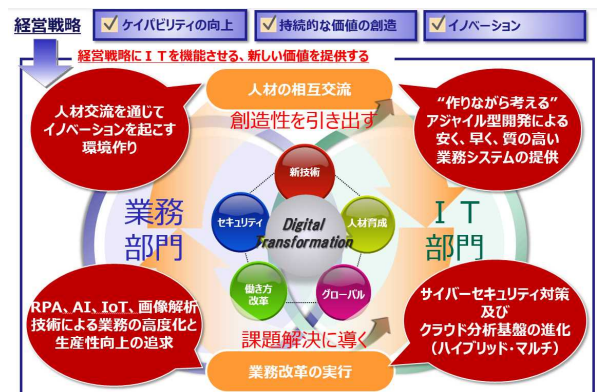 経営戦略
ケイパビリティの向上
持続的な価値の創造
イノベーション
経営戦略にＩＴを機能させる、新しい価値を提供する
人材の相互交流
創造性を引き出す
人材交流を通じて
イノベーションを起こす
環境作り
“作りながら考える”
アジャイル型開発による
安く、早く、質の高い
業務システムの提供
業務
部門
ＩＴ
部門
新技術
セキュリティ
人材育成
Digital
Transformation
働き方
改革
グローバル
RPA、AI、IoT、画像解析
技術による業務の高度化と
生産性向上の追求
サイバーセキュリティ対策
及び
クラウド分析基盤の進化
（ハイブリッド・マルチ）
課題解決に導く
業務改革の実行